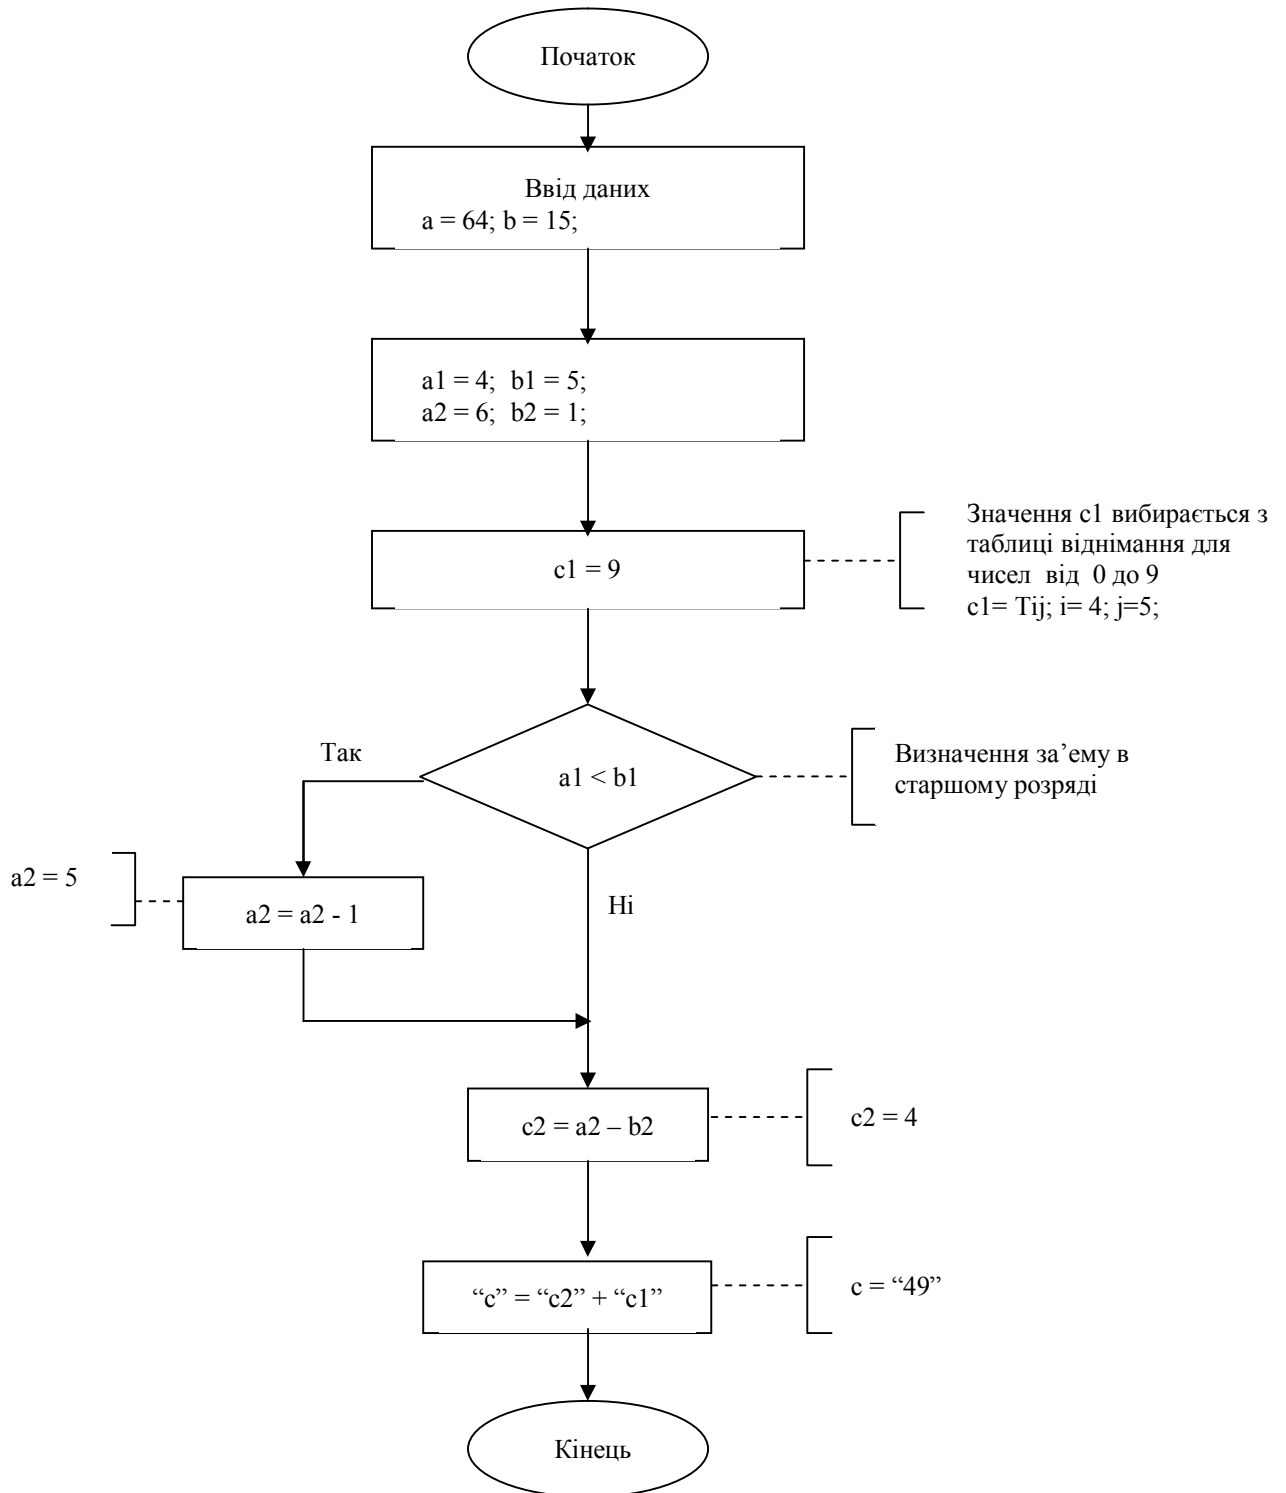 Початок
Ввід даних
a = 64; b = 15;
a1 = 4; b1 = 5;
a2 = 6; b2 = 1;
c1 = 9
Значення c1 вибирається з
таблиці віднімання для
чисел від 0 до 9
c1= Tij; i= 4; j=5;
Так
a1 < b1
Визначення за’ему в
старшому розряді
a2 = 5
a2 = a2 - 1
Ні
c2 = a2 – b2
c2 = 4
“c” = “c2” + “c1”
c = “49”
Кінець